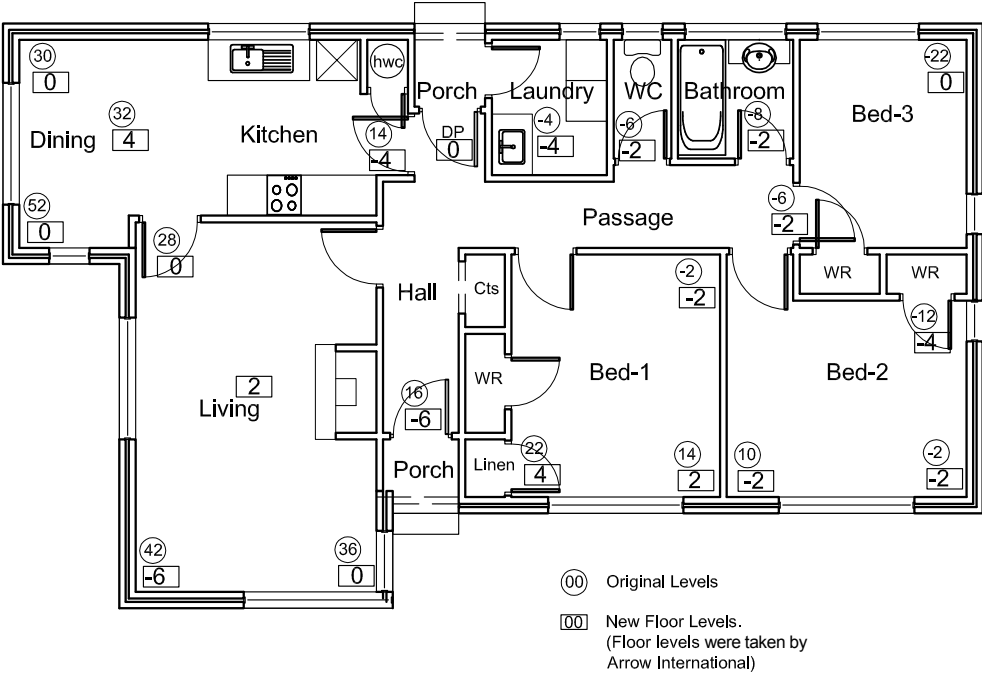 30
0
hwc
-22
0
Porch
Laundry
WC
Bathroom
32
4
Dining
Kitchen
14
-4
DP
0
-4
-4
-6
-2
-8
-2
Bed-3
52
0
28
0
Passage
-6
-2
Hall
Cts
-2
-2
WR
WR
-12
-4
2
Living
16
-6
WR
Bed-1
Bed-2
Porch
Linen
22
4
14
2
10
-2
-2
-2
42
-6
36
0
00 Original Levels
00 New Floor Levels.
(Floor levels were taken by
Arrow International)